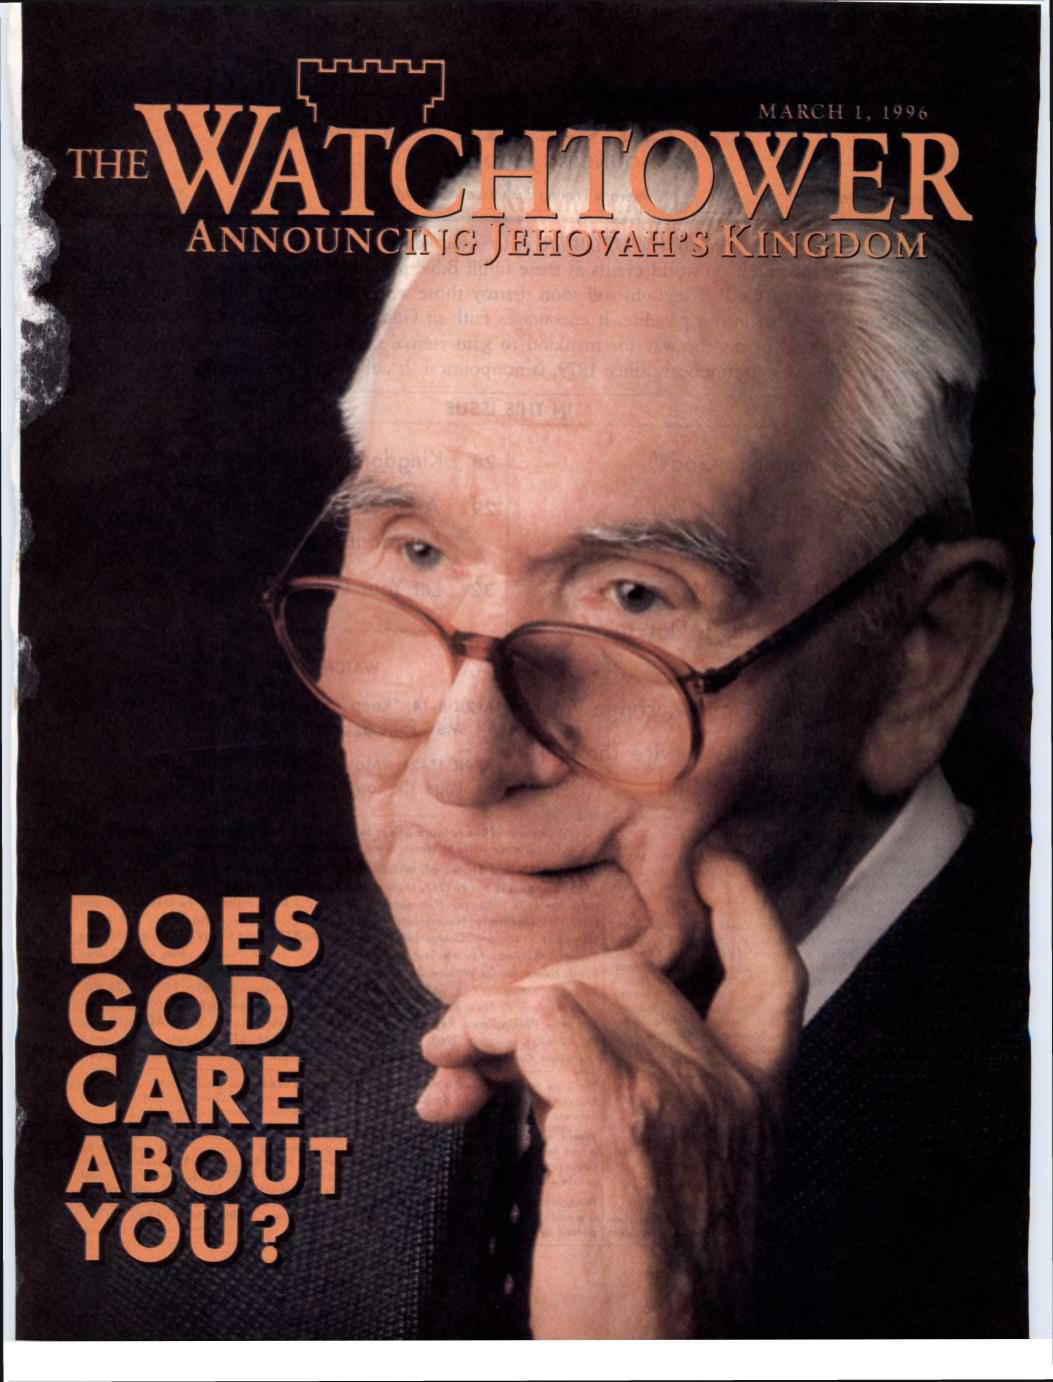 MARCH 1, 1996
THE WATCHTOWER
ANNOUNCING JEHOVAH'S KINGDOM
DOES
GOD
CARE
ABOUT
YOU?